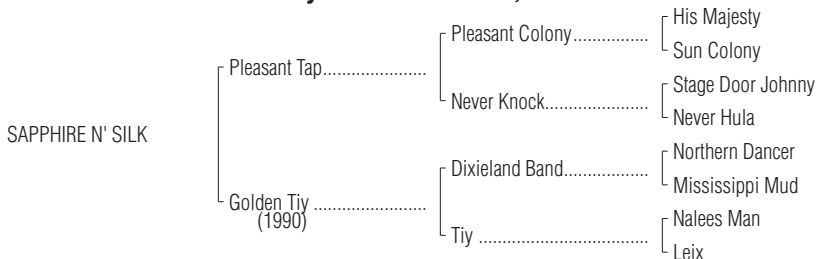 His Majesty
Pleasant Colony................
Sun Colony
Pleasant Tap......................
Stage Door Johnny
Never Knock......................
Never Hula
SAPPHIRE N' SILK
Northern Dancer
Dixieland Band..................
Mississippi Mud
Golden Tiy ........................
(1990)
Nalees Man
Tiy ....................................
Leix